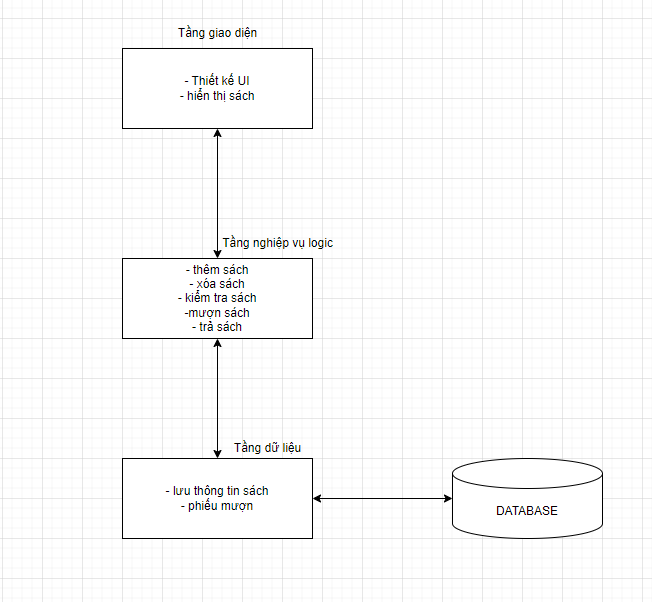 Tầng giao diện
- Thiết kế UI
- hiển thị sách
Tầng nghiệp vụ logic
- thêm sách
- xóa sách
- kiểm tra sách
-mượn sách
- trả sách
Tầng dữ liệu
- lưu thông tin sách
- phiếu mượn
DATABASE